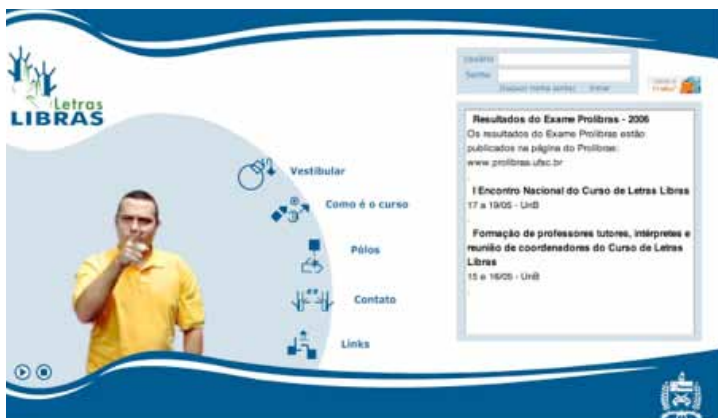 Letras
LIBRAS
Usuário
Senha
Entrar
Vestibular
Como é o curso
Pólos
Contato
Links
Resultados do Exame Prolibras - 2006
Os resultados do Exame Prolibras estão
publicados na página do Prolibras:
www.prolibras.ufsc.br
I Encontro Nacional do Curso de Letras Libras
17 a 19/05 - UnB
Formação de professores tutores, intérpretes e
reunião de coordenadores do Curso de Letras
Libras
15 e 16/05 - UnB